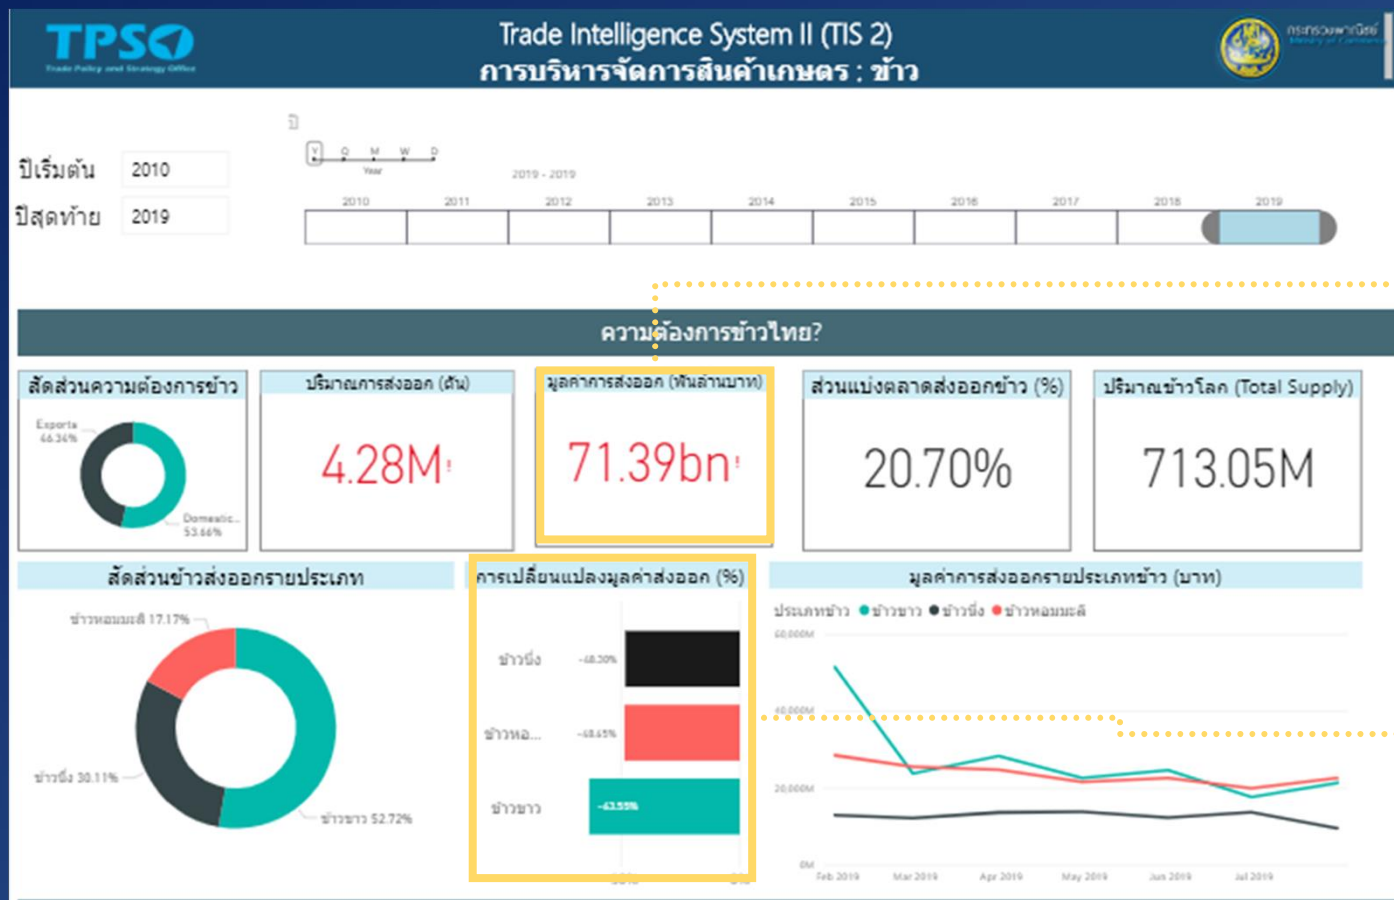 TPSO
Trade Policy and Strategy Office
Trade Intelligence System II (TIS 2)
การบริหารจัดการสินค้าเกษตร : ข้าว
กระทรวงพาณิชย์
Ministry of Commerce
ปี
ปีเริ่มต้น 2010
ปีสุดท้าย 2019
Y Q M W D
Year
2019 - 2019
2010 2011 2012 2013 2014 2015 2016 2017 2018 2019
ความต้องการข้าวไทย?
สัดส่วนความต้องการข้าว
Exports
46.34%
Domestic...
53.66%
ปริมาณการส่งออก (ตัน)
4.28M!
มูลค่าการส่งออก (พันล้านบาท)
71.39bn!
ส่วนแบ่งตลาดส่งออกข้าว (%)
20.70%
ปริมาณข้าวโลก (Total Supply)
713.05M
สัดส่วนข้าวส่งออกรายประเภท
ข้าวหอมมะลิ 17.17%
ข้าวนึ่ง 30.11%
ข้าวขาว 52.72%
การเปลี่ยนแปลงมูลค่าส่งออก (%)
ข้าวนึ่ง
ข้าวหอ...
ข้าวขาว -63.55%
มูลค่าการส่งออกรายประเภทข้าว (บาท)
ประเภทข้าว ข้าวขาว ข้าวนึ่ง ข้าวหอมมะลิ
60,000M
40,000M
20,000M
0M
Feb 2019 Mar 2019 Apr 2019 May 2019 Jun 2019 Jul 2019